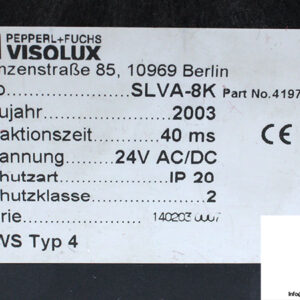 PEPPERL+FUCHS
VISOLUX
nzenstraße 85, 10969 Berlin
SLVA-8K Part No.4197
ujahr 2003
aktionszeit 40 ms
annung 24V AC/DC
hutzart IP 20
hutzklasse 2
rie 140203
WS Typ 4
CE